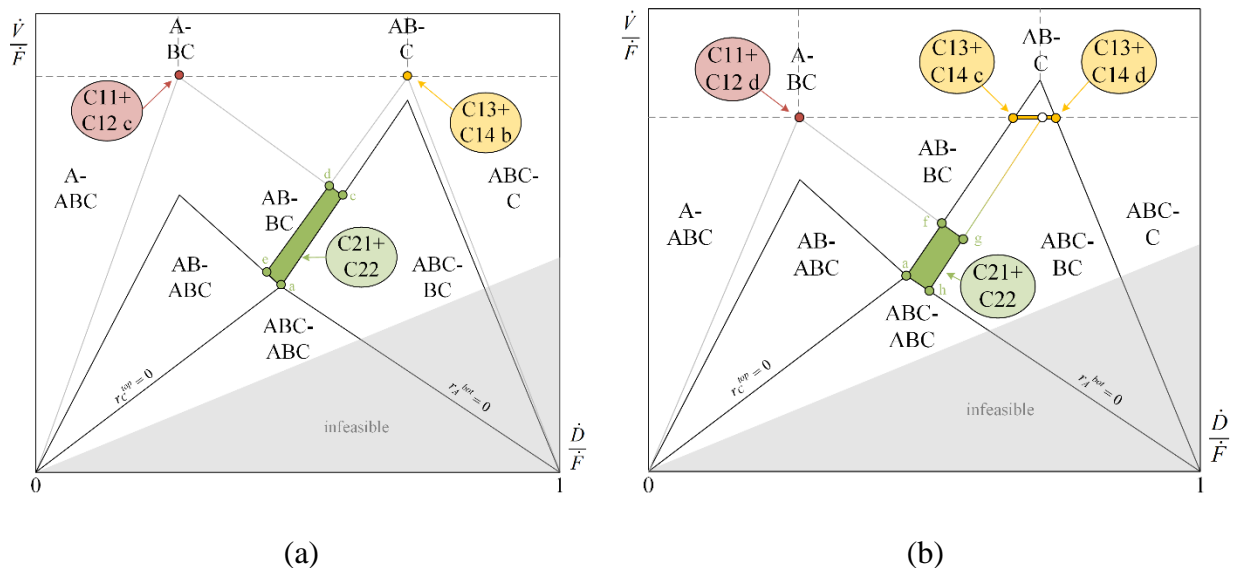 V̇
Ḟ
A-
BC
AB-
C
C11+
C12 c
C13+
C14 b
A-
ABC
ABC-
C
d
c
AB-
BC
C21+
C22
e
a
AB-
ABC
ABC-
BC
ABC-
ABC
r_C^top = 0
r_A^bot = 0
infeasible
Ḋ
Ḟ
0
1
(a)
V̇
Ḟ
C11+
C12 d
A-
BC
C13+
C14 c
AB-
C
C13+
C14 d
AB-
BC
A-
ABC
ABC-
C
f
g
a
h
AB-
ABC
C21+
C22
ABC-
BC
ABC-
ABC
r_C^top = 0
r_A^bot = 0
infeasible
Ḋ
Ḟ
0
1
(b)